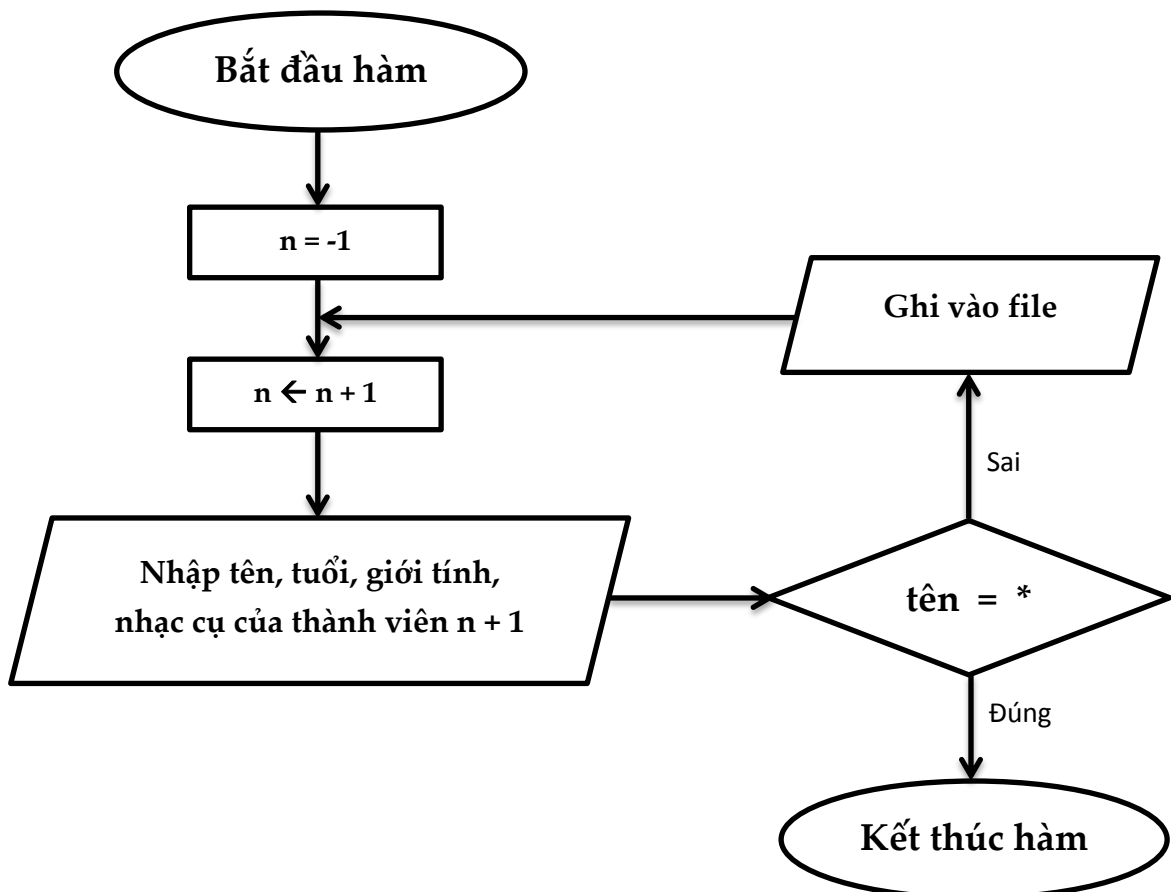 Bắt đầu hàm
n = -1
n ← n + 1
Nhập tên, tuổi, giới tính,
nhạc cụ của thành viên n + 1
tên = *
Sai
Ghi vào file
Đúng
Kết thúc hàm